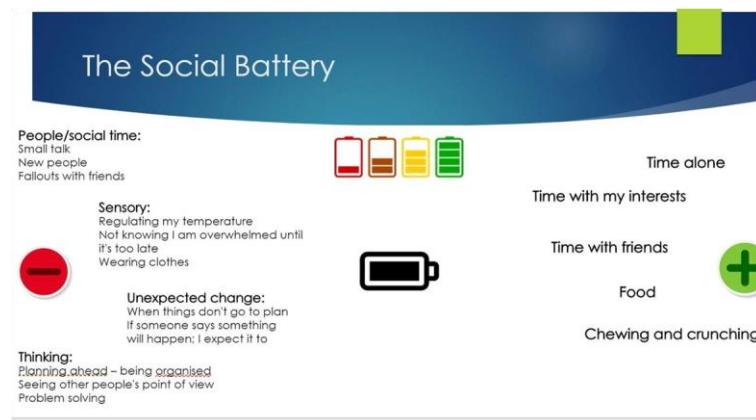 The Social Battery
People/social time:
Small talk
New people
Fallouts with friends
Sensory:
Regulating my temperature
Not knowing I am overwhelmed until
it's too late
Wearing clothes
Unexpected change:
When things don't go to plan
If someone says something
will happen; I expect it to
Thinking:
Planning ahead – being organised
Seeing other people's point of view
Problem solving
Time alone
Time with my interests
Time with friends
Food
Chewing and crunching